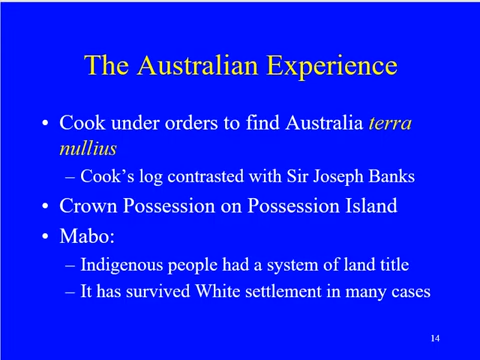 The Australian Experience
• Cook under orders to find Australia terra
nullius
– Cook's log contrasted with Sir Joseph Banks
• Crown Possession on Possession Island
• Mabo:
– Indigenous people had a system of land title
– It has survived White settlement in many cases
14